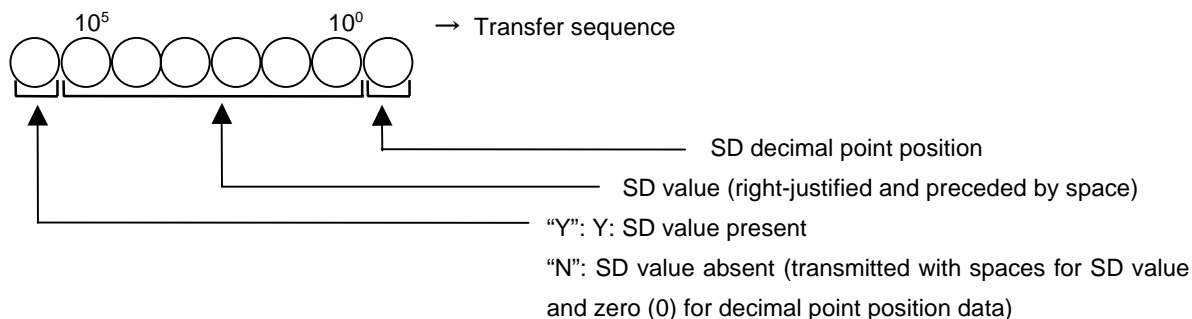 10⁵ 10⁰ → Transfer sequence
SD decimal point position
SD value (right-justified and preceded by space)
“Y”: Y: SD value present
“N”: SD value absent (transmitted with spaces for SD value
and zero (0) for decimal point position data)